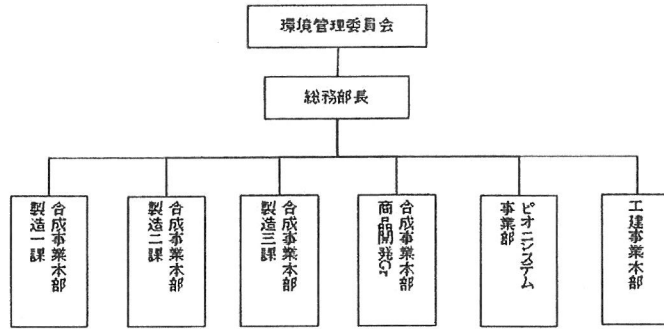 環境管理委員会
総務部長
合成事業本部
製造一課
合成事業本部
製造二課
合成事業本部
製造三課
合成事業本部
商品開発Gr
ピオニシステム
事業部
工建事業本部